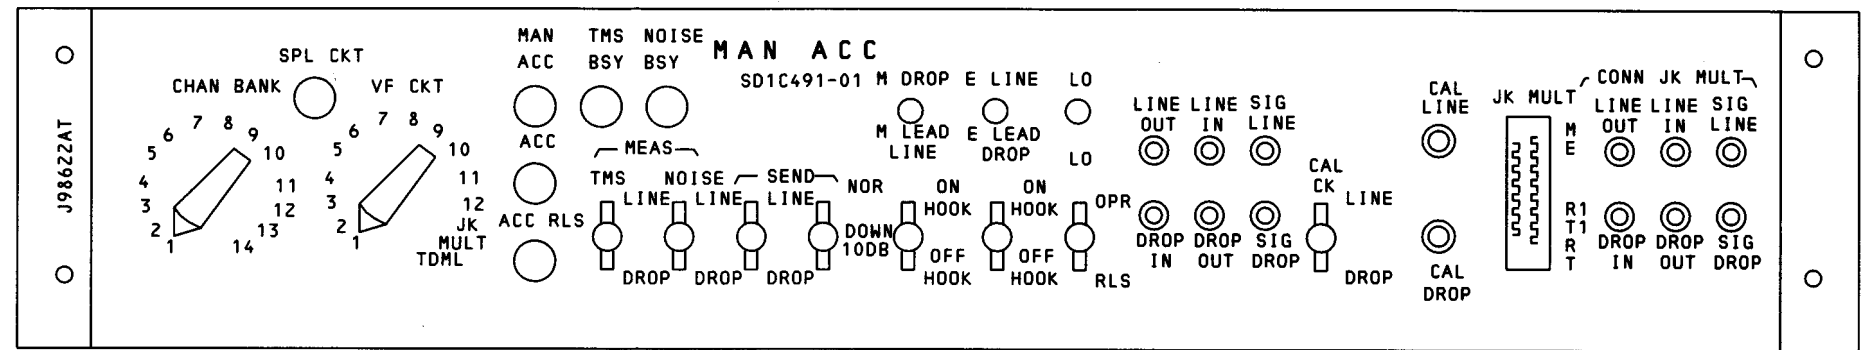 J98622AT
SPL CKT
CHAN BANK
1 2 3 4 5 6 7 8 9 10 11 12 13 14
VF CKT
1 2 3 4 5 6 7 8 9 10 11 12
JK
MULT
TDML
MAN
ACC
TMS
BSY
NOISE
BSY
ACC
ACC RLS
MAN ACC
SD1C491-01
MEAS
TMS
LINE
DROP
NOISE
LINE
DROP
SEND
LINE
DROP
NOR
DOWN
10DB
M DROP
M LEAD
LINE
ON
HOOK
OFF
HOOK
E LINE
E LEAD
DROP
ON
HOOK
OFF
HOOK
LO
LO
OPR
RLS
LINE
OUT
LINE
IN
SIG
LINE
DROP
IN
DROP
OUT
SIG
DROP
CAL
CK
LINE
DROP
CAL
LINE
CAL
DROP
JK MULT
M
E
R1
T1
R
T
CONN JK MULT
LINE
OUT
LINE
IN
SIG
LINE
DROP
IN
DROP
OUT
SIG
DROP